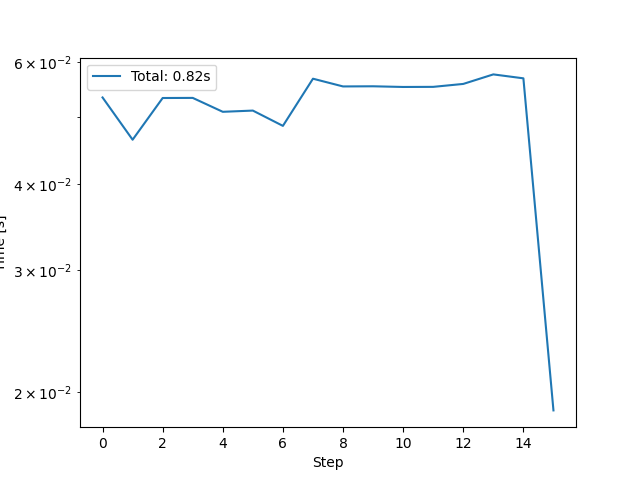 Total: 0.82s
6 × 10⁻²
4 × 10⁻²
3 × 10⁻²
2 × 10⁻²
Time [s]
0 2 4 6 8 10 12 14
Step